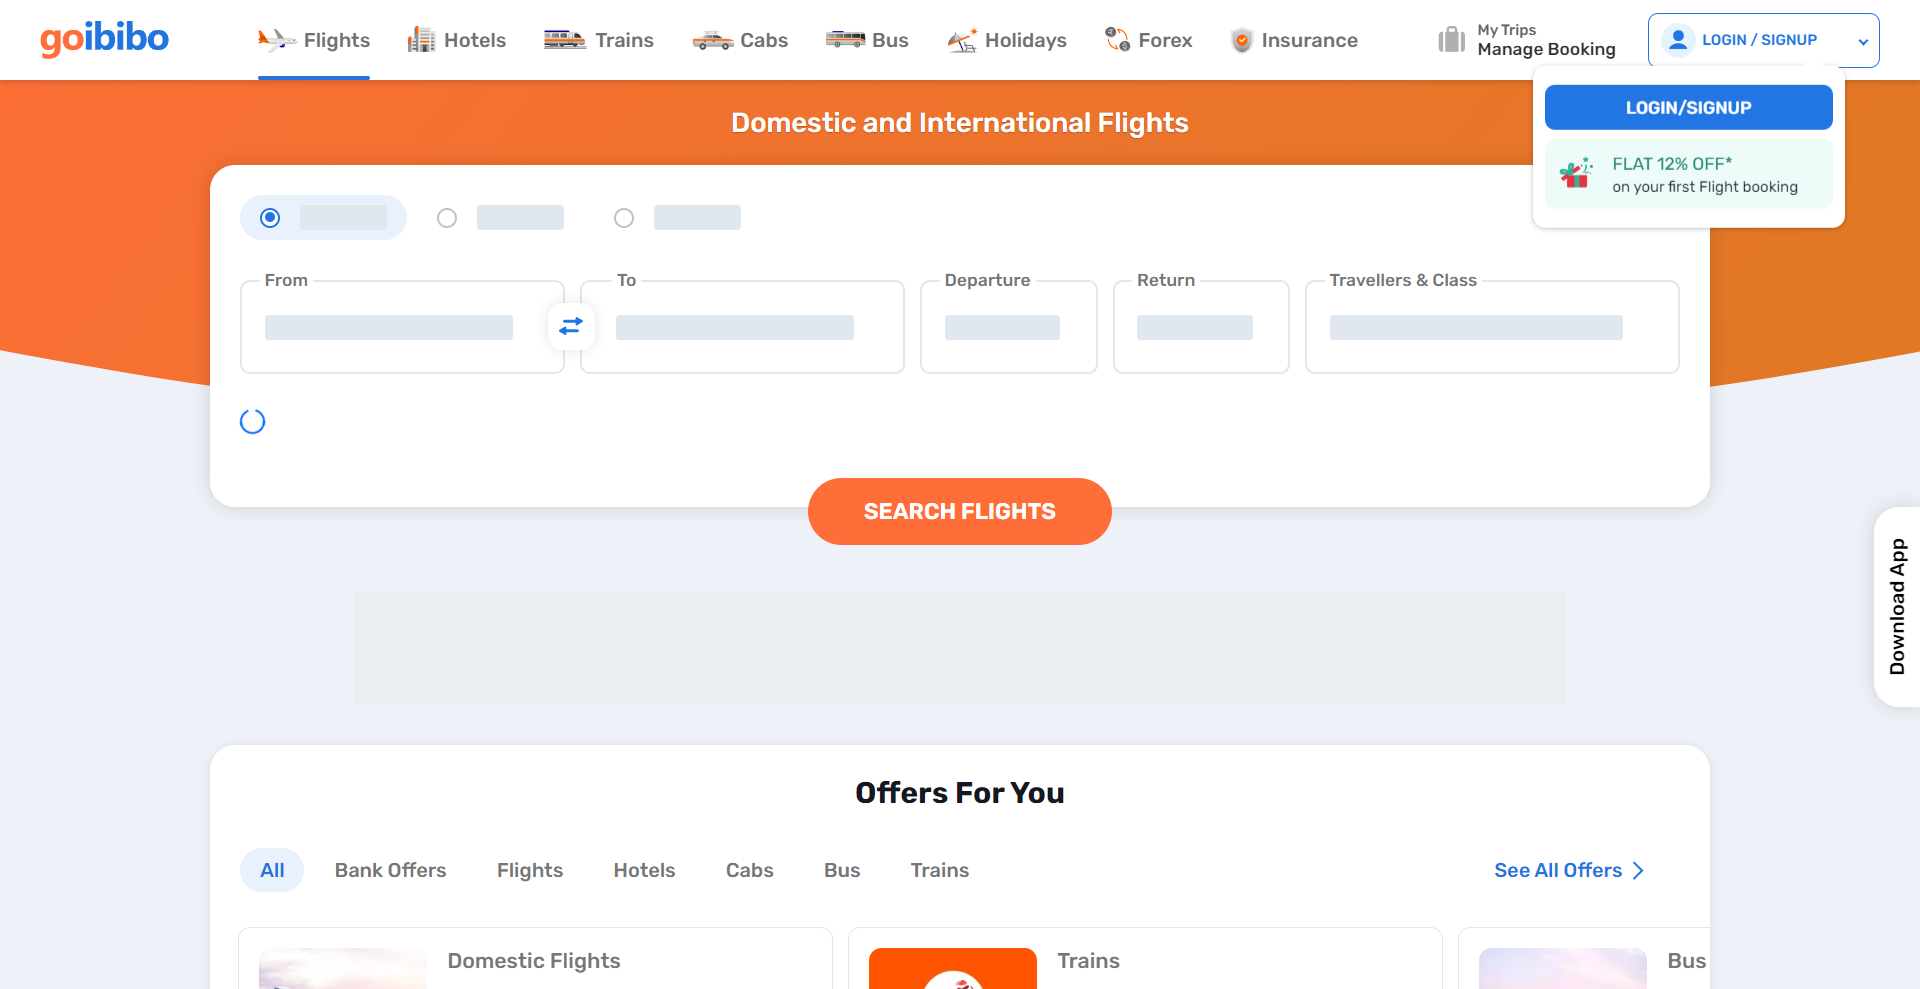 goibibo
Flights
Hotels
Trains
Cabs
Bus
Holidays
Forex
Insurance
My Trips
Manage Booking
LOGIN / SIGNUP
LOGIN/SIGNUP
FLAT 12% OFF*
on your first Flight booking
Domestic and International Flights
From
To
Departure
Return
Travellers & Class
SEARCH FLIGHTS
Download App
Offers For You
All
Bank Offers
Flights
Hotels
Cabs
Bus
Trains
See All Offers
Domestic Flights
Trains
Bus